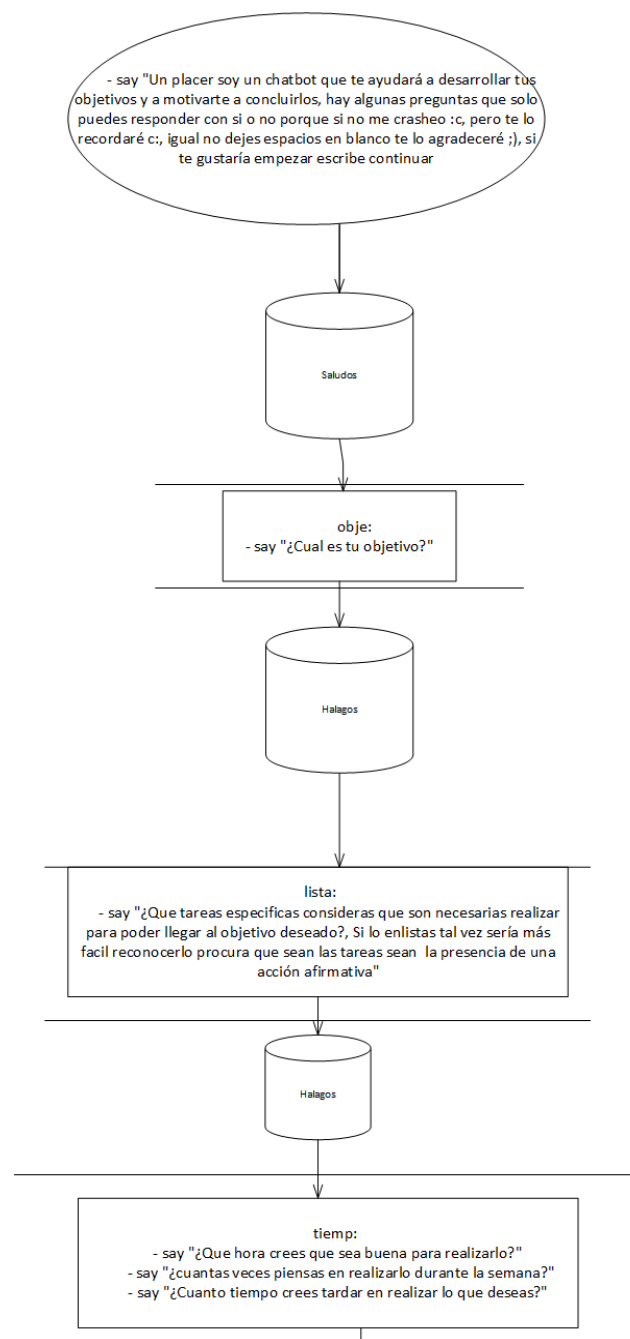 - say "Un placer soy un chatbot que te ayudará a desarrollar tus
objetivos y a motivarte a concluirlos, hay algunas preguntas que solo
puedes responder con si o no porque si no me crasheo :c, pero te lo
recordaré c:, igual no dejes espacios en blanco te lo agradeceré ;), si
te gustaría empezar escribe continuar
Saludos
obje:
- say "¿Cual es tu objetivo?"
Halagos
lista:
- say "¿Que tareas especificas consideras que son necesarias realizar
para poder llegar al objetivo deseado?, Si lo enlistas tal vez sería más
facil reconocerlo procura que sean las tareas sean  la presencia de una
acción afirmativa"
Halagos
tiemp:
- say "¿Que hora crees que sea buena para realizarlo?"
- say "¿cuantas veces piensas en realizarlo durante la semana?"
- say "¿Cuanto tiempo crees tardar en realizar lo que deseas?"